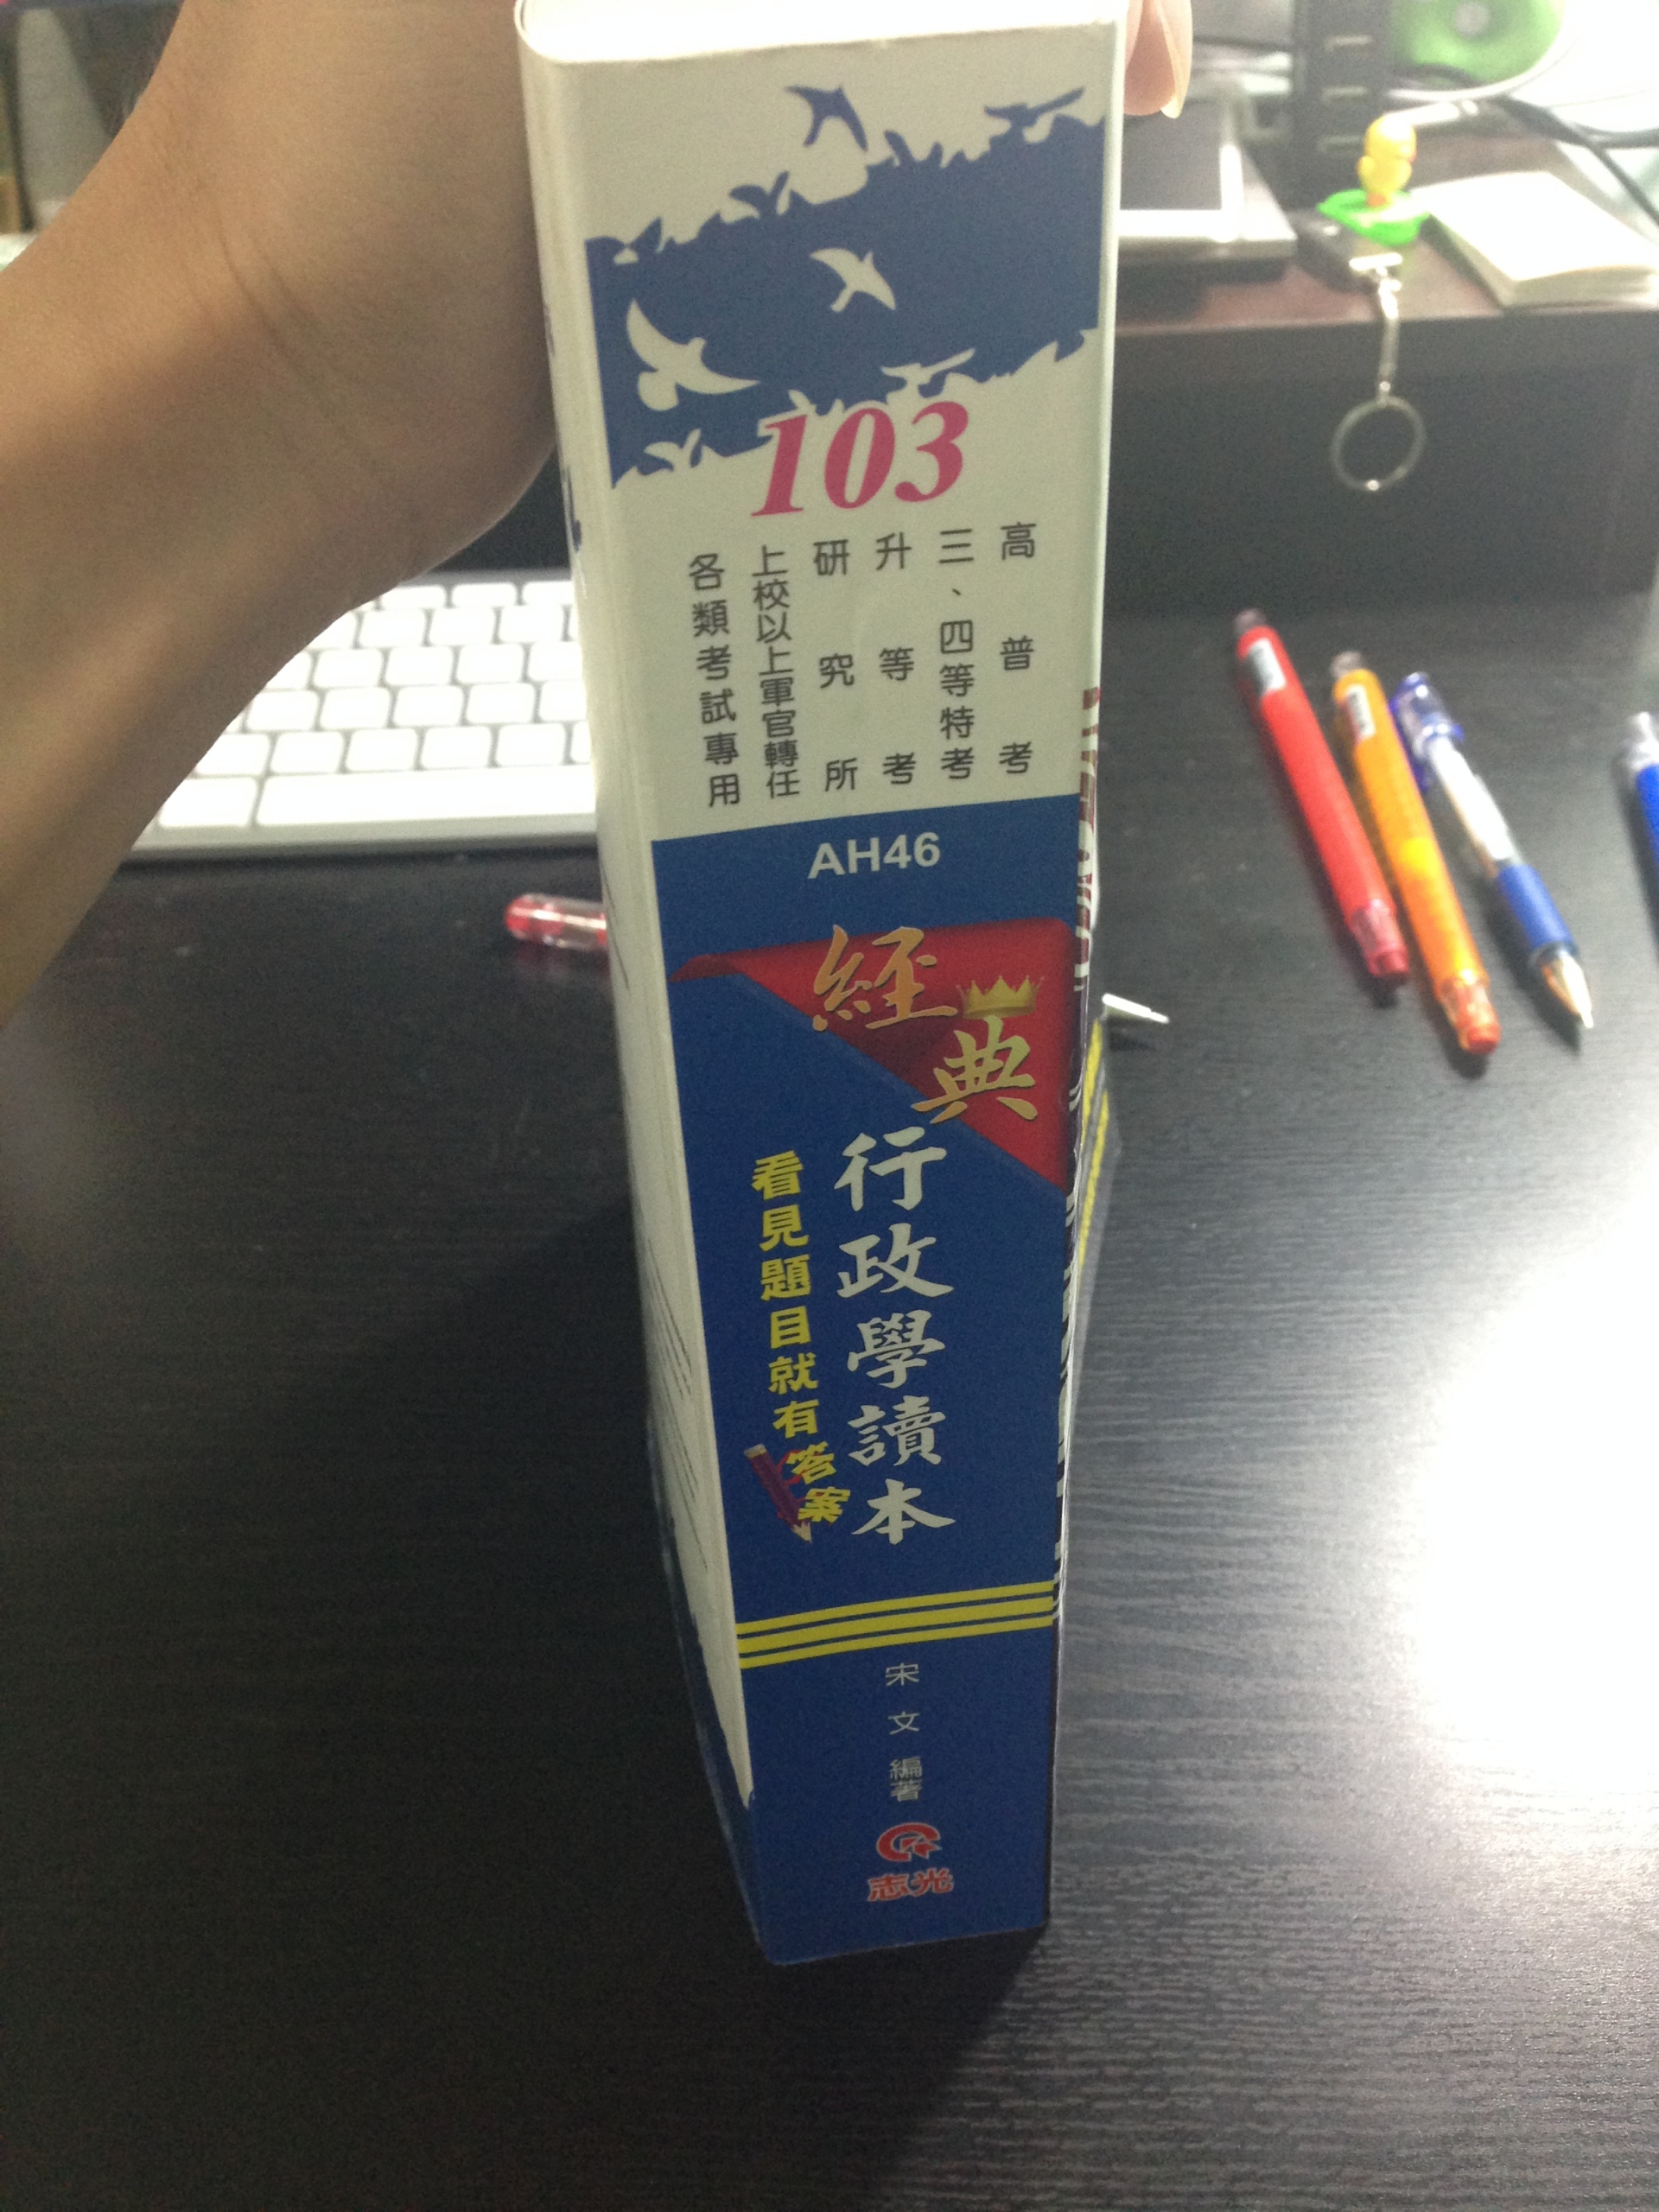 103
高普考
三、四等特考
升等考
研究所
上校以上軍官轉任
各類考試專用
AH46
經典
行政學讀本
看見題目就有答案
宋文 編著
志光